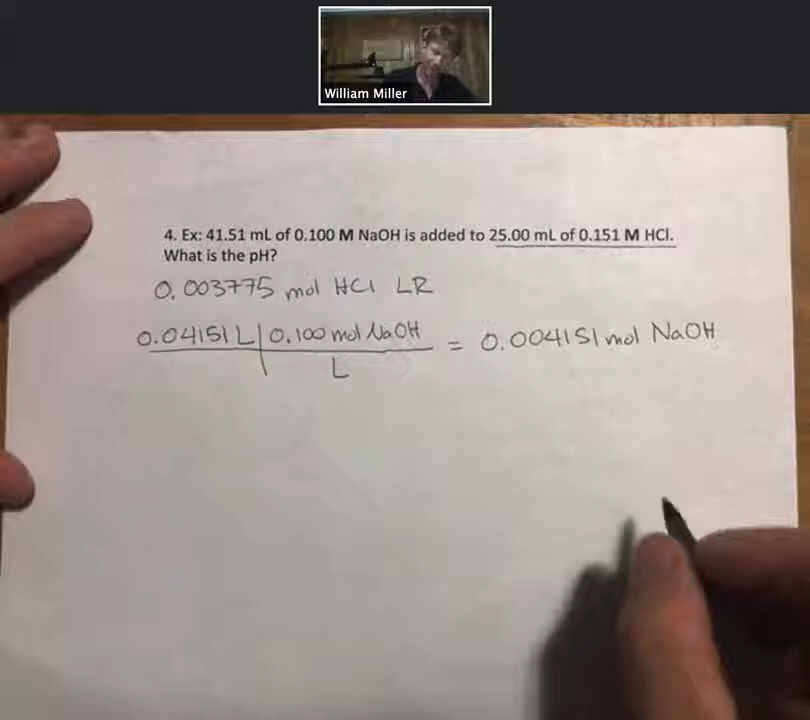 William Miller
4. Ex: 41.51 mL of 0.100 M NaOH is added to 25.00 mL of 0.151 M HCl.
What is the pH?
0.003775 mol HCl LR
0.04151 L | 0.100 mol NaOH = 0.004151 mol NaOH
L